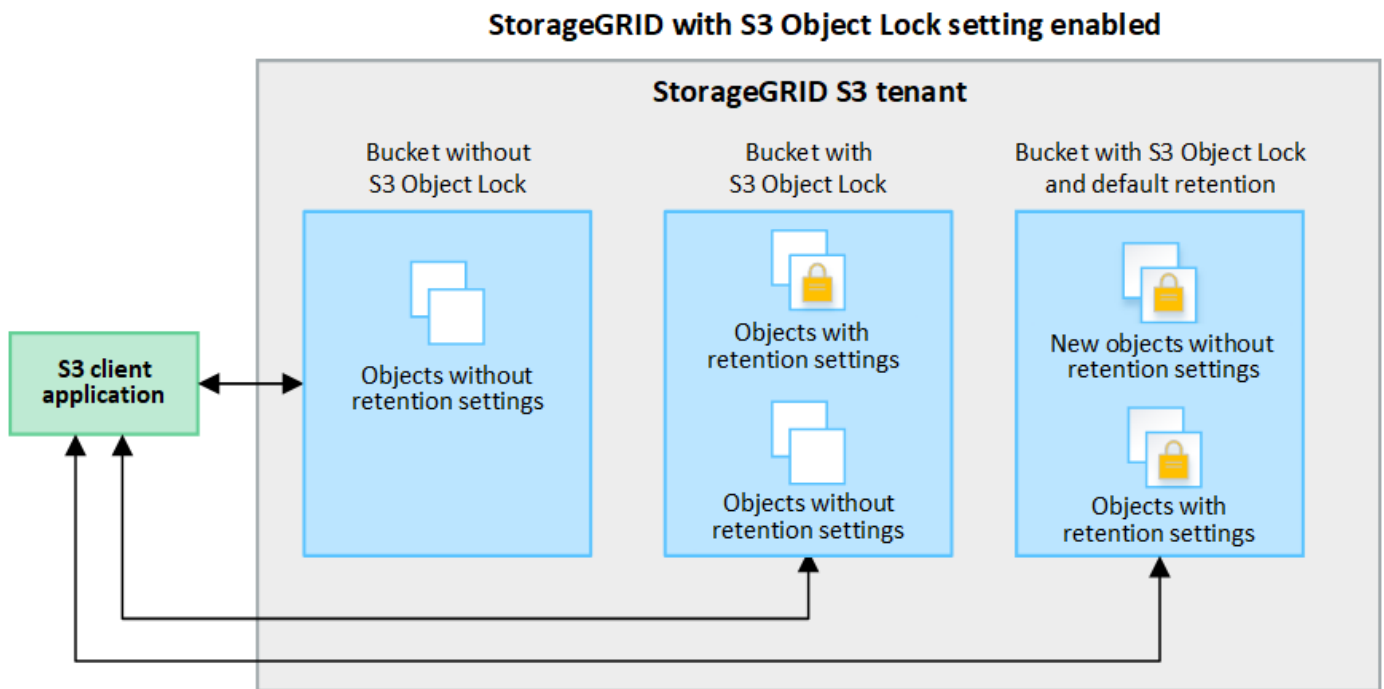 StorageGRID with S3 Object Lock setting enabled
StorageGRID S3 tenant
Bucket without
S3 Object Lock
Bucket with
S3 Object Lock
Bucket with S3 Object Lock
and default retention
S3 client
application
Objects without
retention settings
Objects with
retention settings
Objects without
retention settings
New objects without
retention settings
Objects with
retention settings